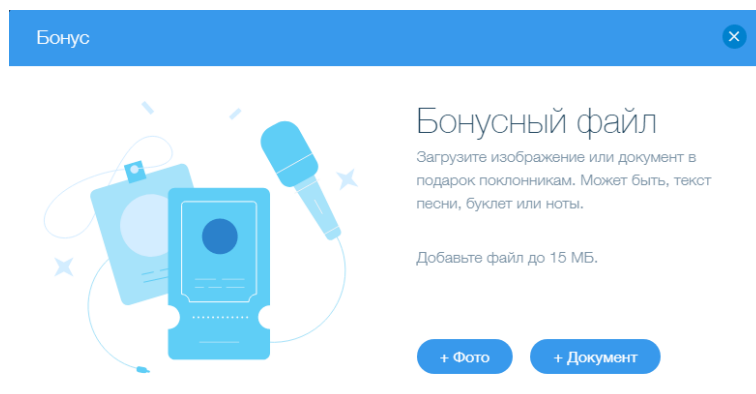 Бонус
Бонусный файл
Загрузите изображение или документ в
подарок поклонникам. Может быть, текст
песни, буклет или ноты.
Добавьте файл до 15 МБ.
+ Фото
+ Документ